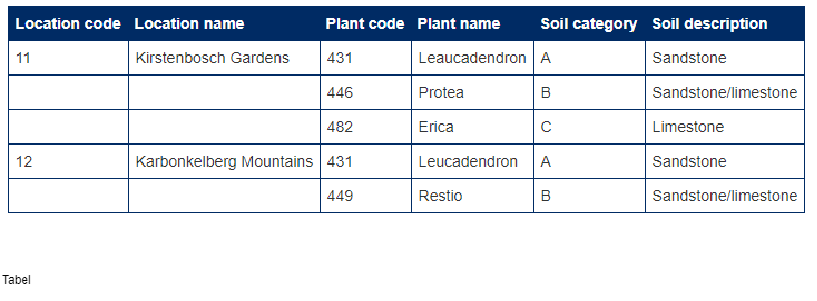 Location code Location name Plant code Plant name Soil category Soil description
11 Kirstenbosch Gardens 431 Leaucadendron A Sandstone
446 Protea B Sandstone/limestone
482 Erica C Limestone
12 Karbonkelberg Mountains 431 Leucadendron A Sandstone
449 Restio B Sandstone/limestone
Tabel